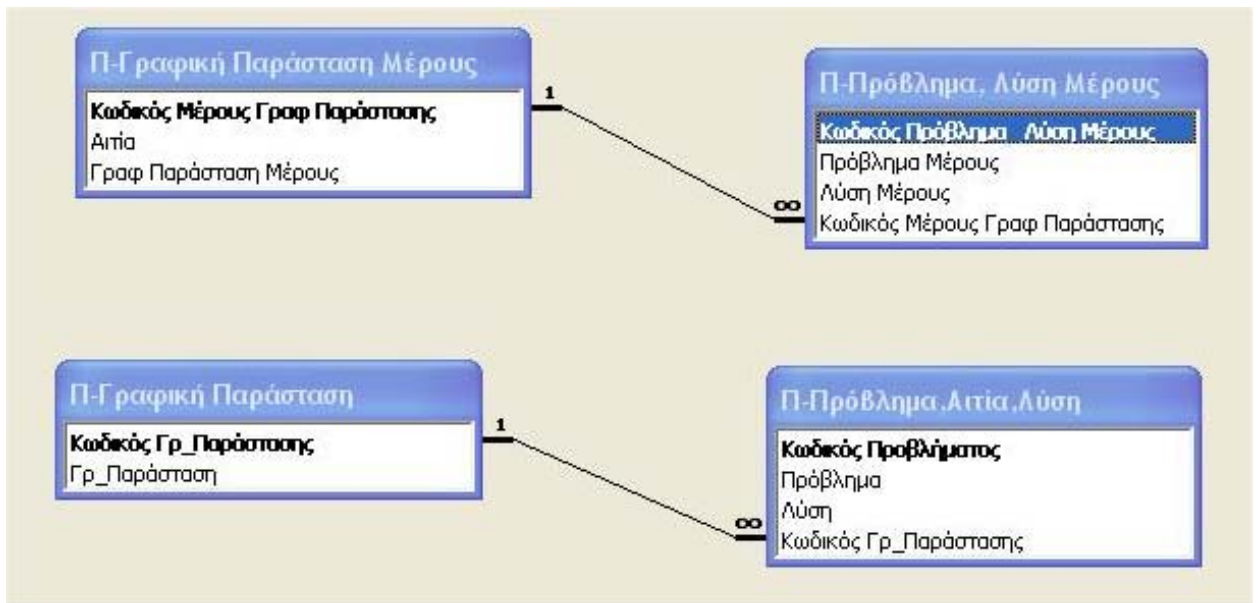 Π-Γραφική Παράσταση Μέρους
Κωδικός Μέρους Γραφ Παράστασης
Αιτία
Γραφ Παράσταση Μέρους
1
∞
Π-Πρόβλημα, Λύση Μέρους
Κωδικός Πρόβλημα_Λύση Μέρους
Πρόβλημα Μέρους
Λύση Μέρους
Κωδικός Μέρους Γραφ Παράστασης
Π-Γραφική Παράσταση
Κωδικός Γρ_Παράστασης
Γρ_Παράσταση
1
∞
Π-Πρόβλημα,Αιτία,Λύση
Κωδικός Προβλήματος
Πρόβλημα
Λύση
Κωδικός Γρ_Παράστασης